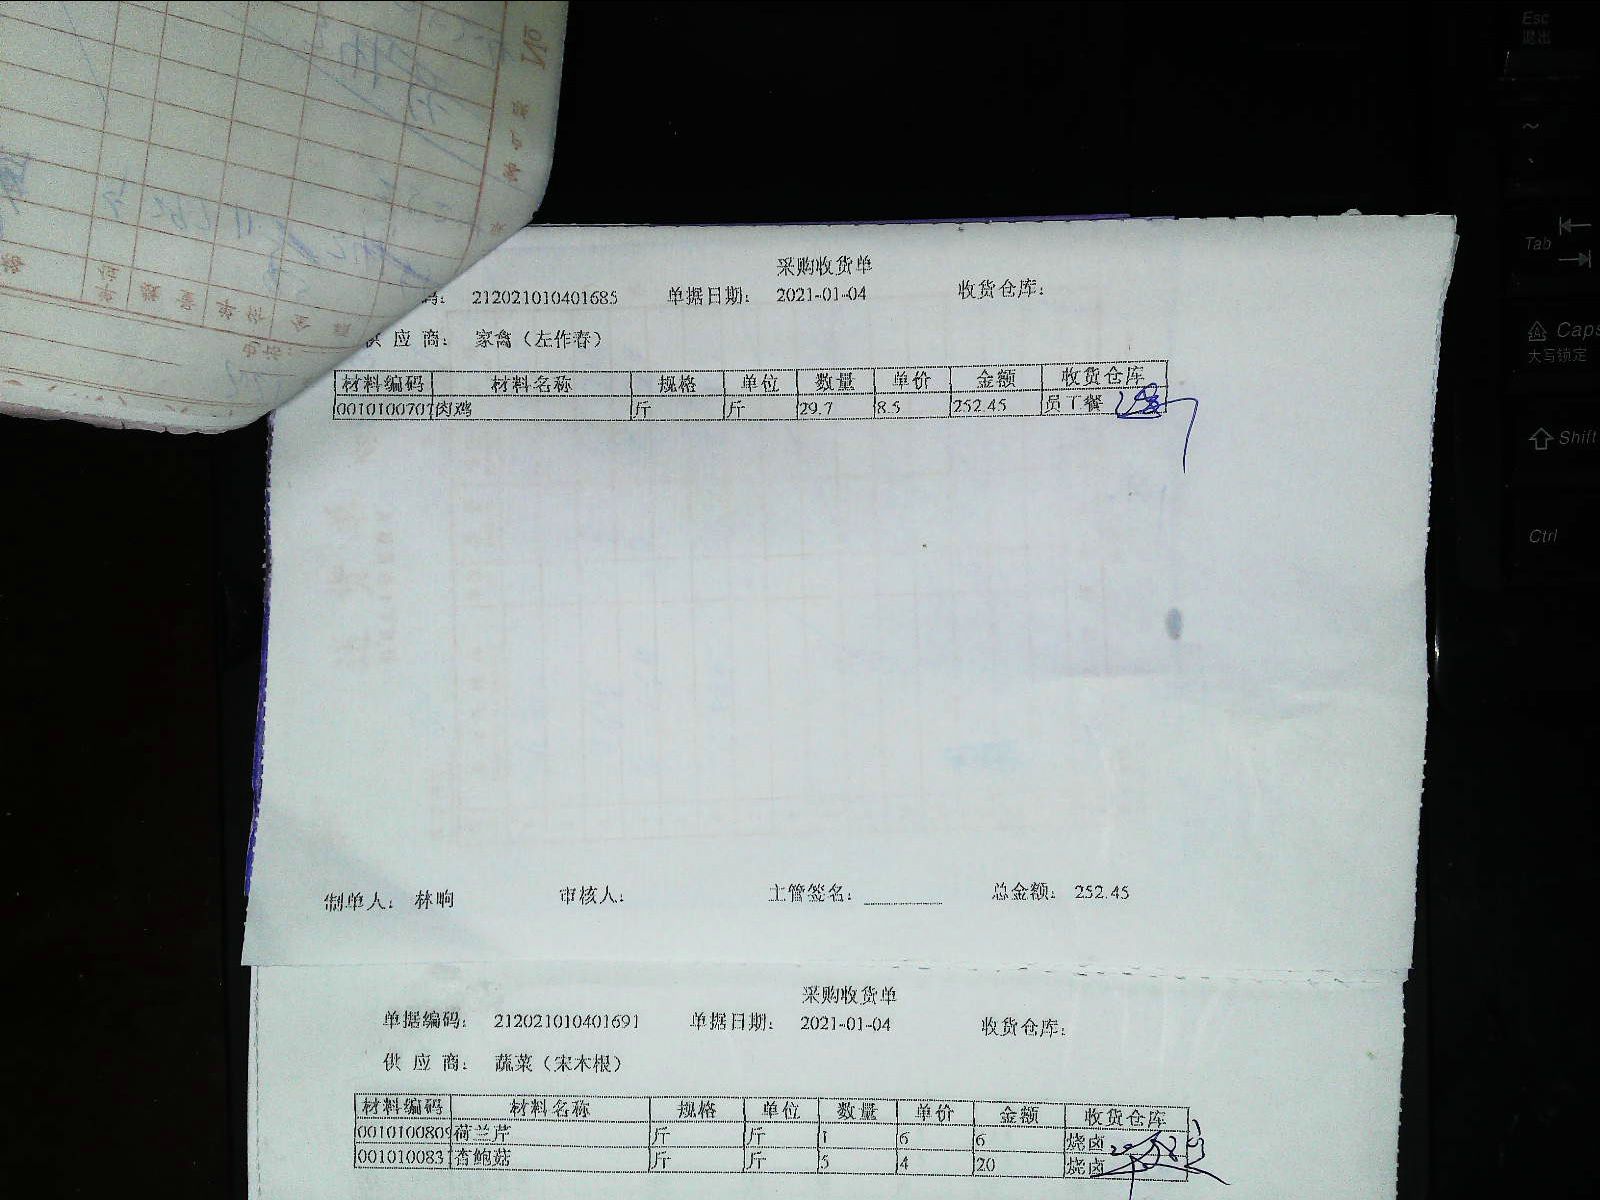 采购收货单
码： 212021010401685 单据日期： 2021-01-04 收货仓库：
供 应 商： 家禽（左作春）
材料编码 材料名称 规格 单位 数量 单价 金额 收货仓库
0010100707 肉鸡 斤 斤 29.7 8.5 252.45 员工餐
制单人： 林响 审核人： 主管签名： 总金额： 252.45
采购收货单
单据编码： 212021010401691 单据日期： 2021-01-04 收货仓库：
供 应 商： 蔬菜（宋木根）
材料编码 材料名称 规格 单位 数量 单价 金额 收货仓库
0010100809 荷兰芹 斤 斤 1 6 6 烧卤
001010083 杏鲍菇 斤 斤 5 4 20 烧卤
Esc
退出
~
Tab
Caps
大写锁定
Shift
Ctrl
No